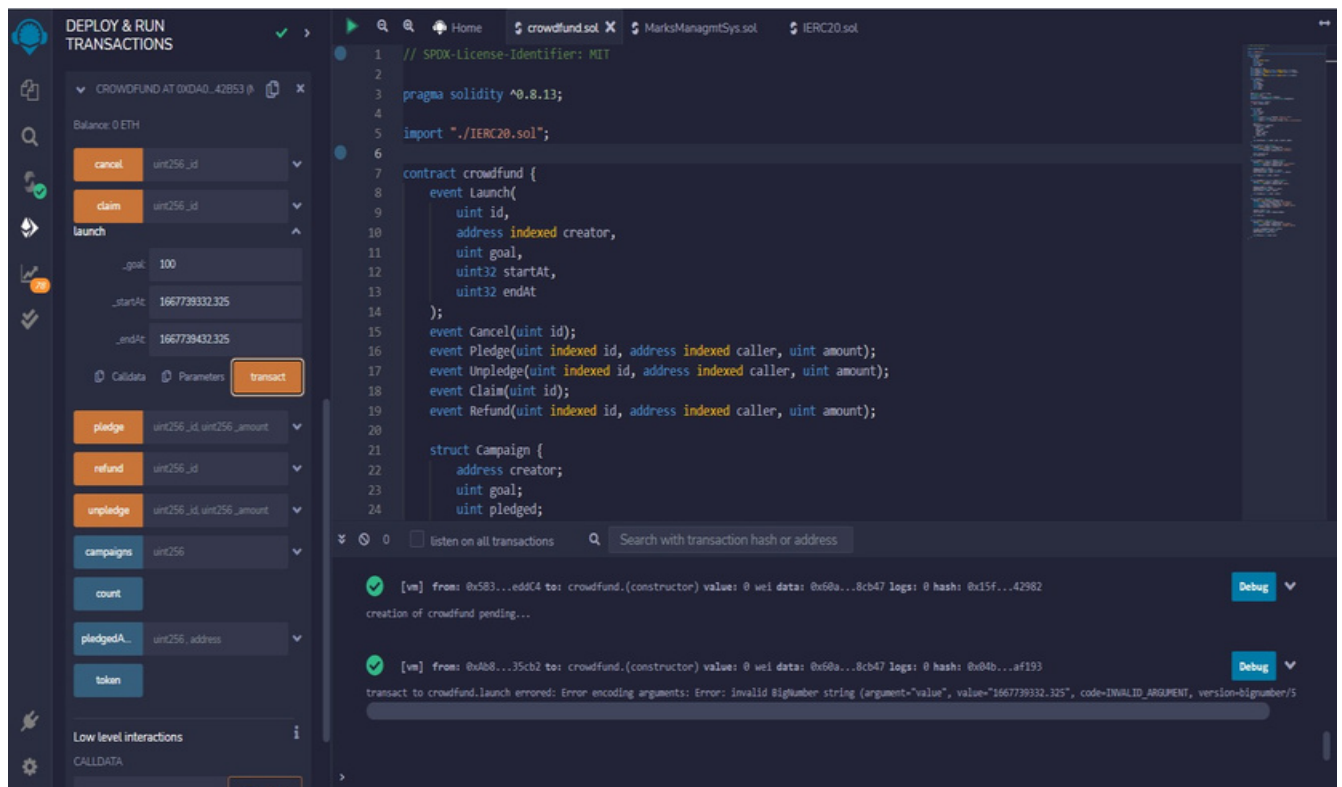 DEPLOY & RUN
TRANSACTIONS
CROWDFUND AT 0XDA0...42B53 (M
Balance: 0 ETH
cancel uint256 _id
claim uint256 _id
launch
_goal: 100
_startAt: 1667739332.325
_endAt: 1667739432.325
Calldata Parameters transact
pledge uint256 _id, uint256 _amount
refund uint256 _id
unpledge uint256 _id, uint256 _amount
campaigns uint256
count
pledgedA... uint256 , address
token
Low level interactions i
CALLDATA
78
Home crowdfund.sol X MarksManagmtSys.sol IERC20.sol
1 // SPDX-License-Identifier: MIT
2
3 pragma solidity ^0.8.13;
4
5 import "./IERC20.sol";
6
7 contract crowdfund {
8 event Launch(
9 uint id,
10 address indexed creator,
11 uint goal,
12 uint32 startAt,
13 uint32 endAt
14 );
15 event Cancel(uint id);
16 event Pledge(uint indexed id, address indexed caller, uint amount);
17 event Unpledge(uint indexed id, address indexed caller, uint amount);
18 event Claim(uint id);
19 event Refund(uint indexed id, address indexed caller, uint amount);
20
21 struct Campaign {
22 address creator;
23 uint goal;
24 uint pledged;
0 listen on all transactions Search with transaction hash or address
[vm] from: 0x5B3...eddC4 to: crowdfund.(constructor) value: 0 wei data: 0x60a...8cb47 logs: 0 hash: 0x15f...42982 Debug
creation of crowdfund pending...
[vm] from: 0xAb8...35cb2 to: crowdfund.(constructor) value: 0 wei data: 0x60a...8cb47 logs: 0 hash: 0x04b...af193 Debug
transact to crowdfund.launch errored: Error encoding arguments: Error: invalid BigNumber string (argument="value", value="1667739332.325", code=INVALID_ARGUMENT, version=bignumber/5
>